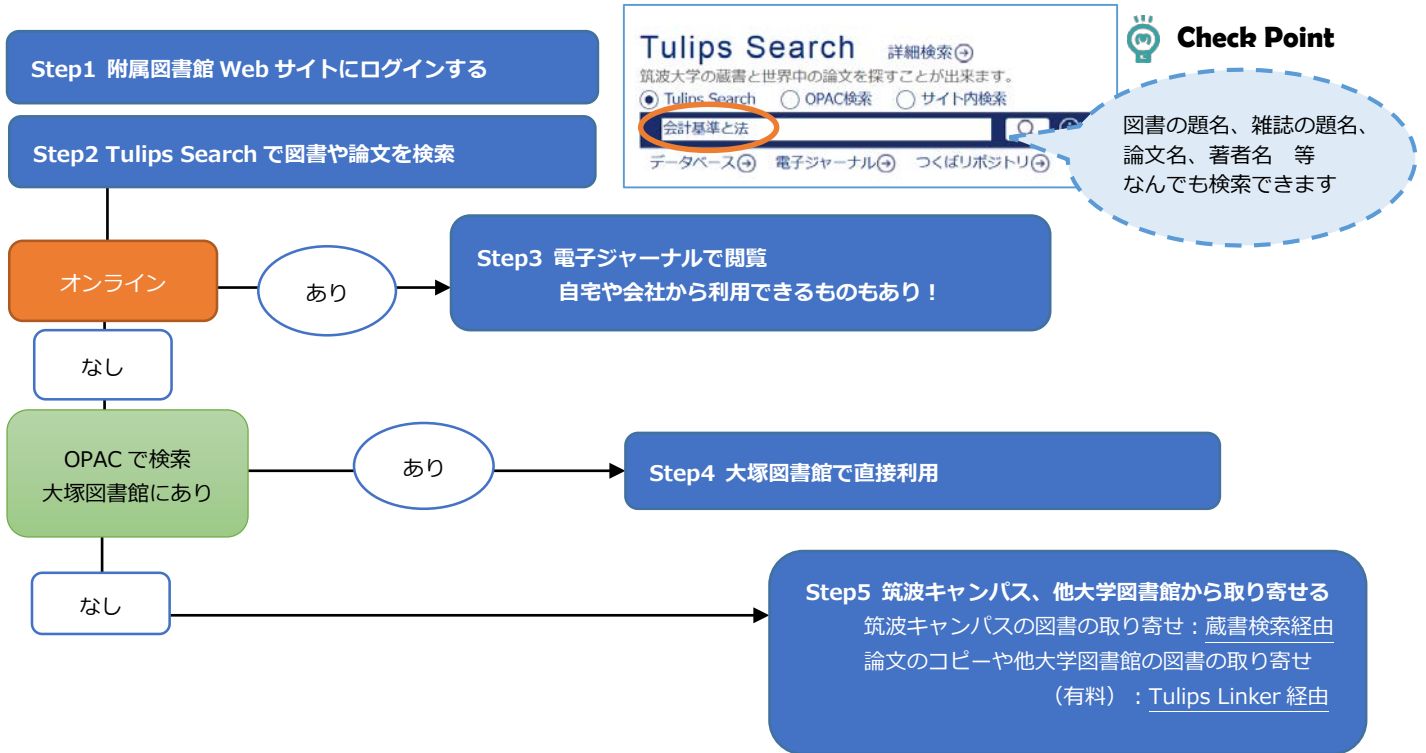 Step1 附属図書館 Web サイトにログインする
Step2 Tulips Search で図書や論文を検索
Tulips Search 詳細検索
筑波大学の蔵書と世界中の論文を探すことが出来ます。
Tulips Search OPAC検索 サイト内検索
会計基準と法
データベース 電子ジャーナル つくばリポジトリ
Check Point
図書の題名、雑誌の題名、
論文名、著者名　等
なんでも検索できます
オンライン
あり
Step3 電子ジャーナルで閲覧
自宅や会社から利用できるものもあり！
なし
OPAC で検索
大塚図書館にあり
あり
Step4 大塚図書館で直接利用
なし
Step5 筑波キャンパス、他大学図書館から取り寄せる
筑波キャンパスの図書の取り寄せ：蔵書検索経由
論文のコピーや他大学図書館の図書の取り寄せ
（有料）：Tulips Linker 経由